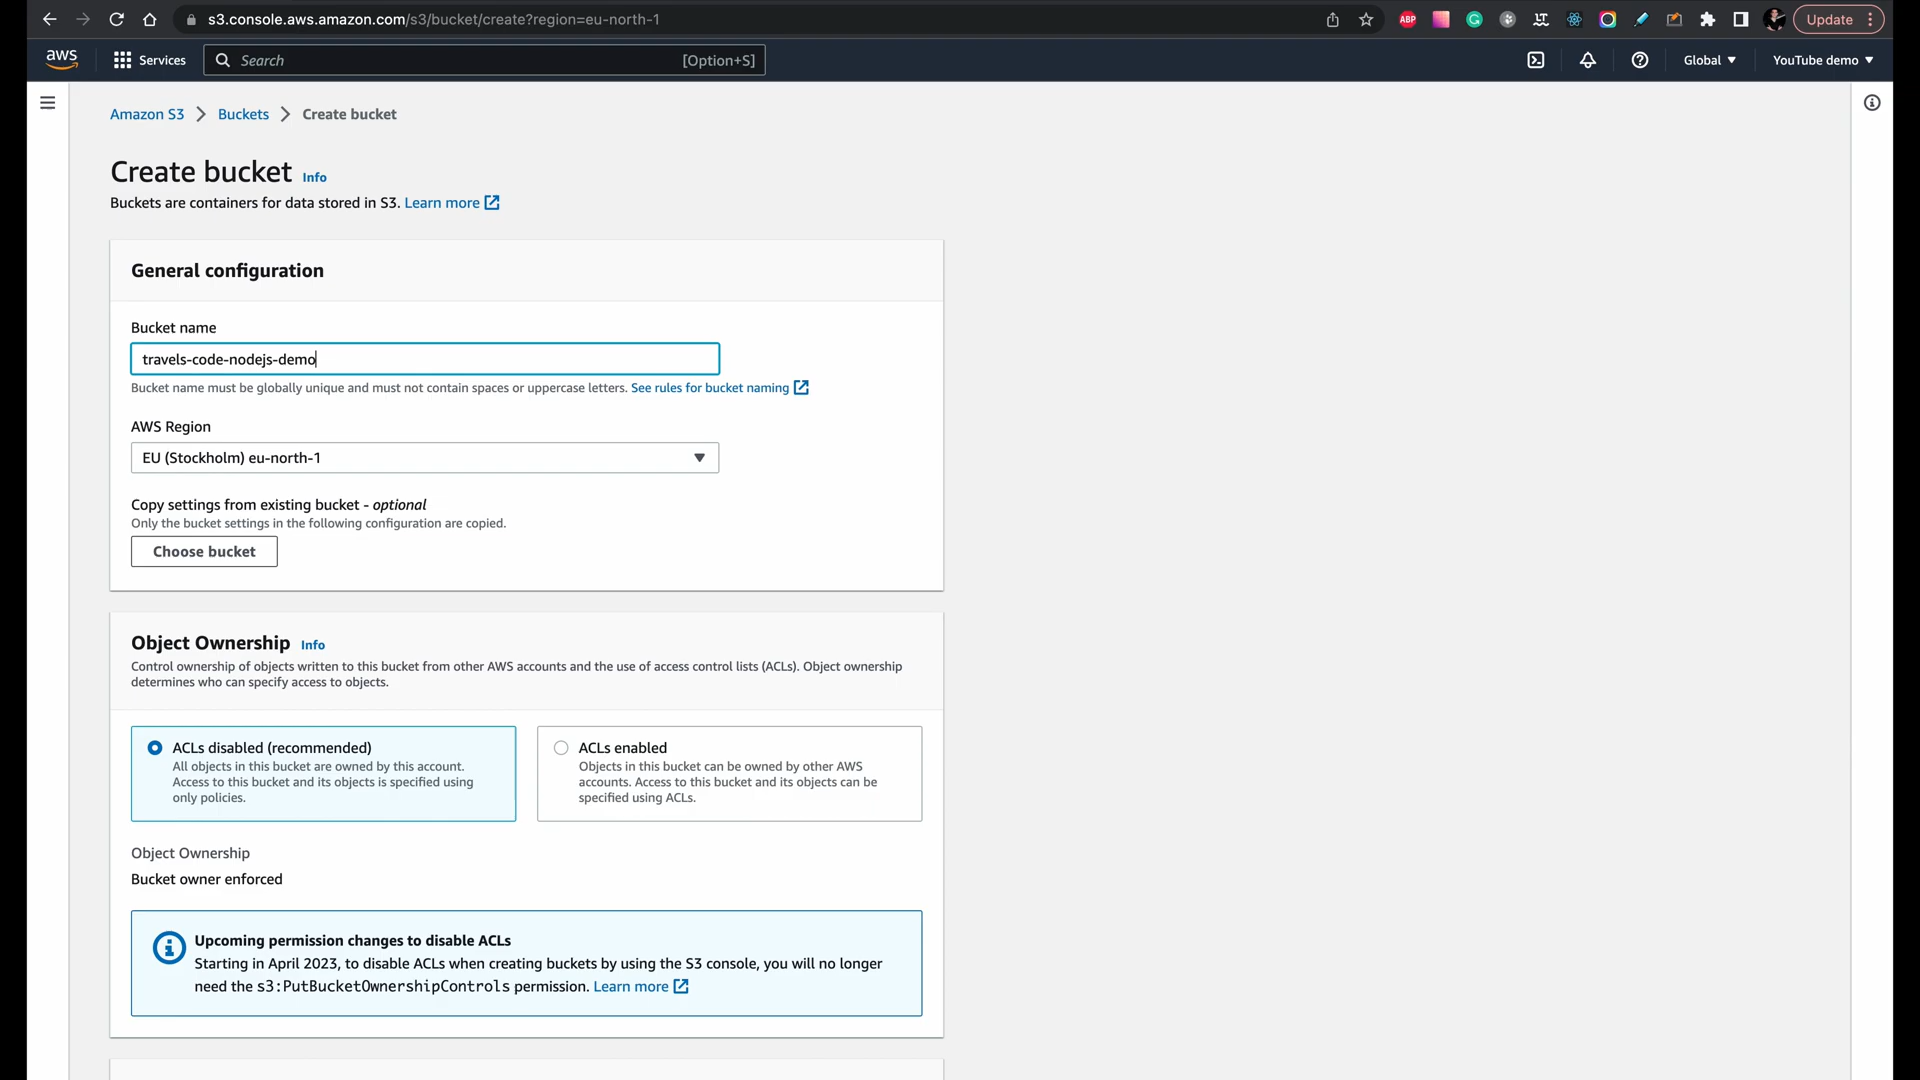 s3.console.aws.amazon.com/s3/bucket/create?region=eu-north-1
ABP
Update
aws
Services
Search
[Option+S]
Global
YouTube demo
Amazon S3
Buckets
Create bucket
Create bucket
Info
Buckets are containers for data stored in S3. Learn more
General configuration
Bucket name
travels-code-nodejs-demo
Bucket name must be globally unique and must not contain spaces or uppercase letters. See rules for bucket naming
AWS Region
EU (Stockholm) eu-north-1
Copy settings from existing bucket - optional
Only the bucket settings in the following configuration are copied.
Choose bucket
Object Ownership Info
Control ownership of objects written to this bucket from other AWS accounts and the use of access control lists (ACLs). Object ownership
determines who can specify access to objects.
ACLs disabled (recommended)
All objects in this bucket are owned by this account.
Access to this bucket and its objects is specified using
only policies.
ACLs enabled
Objects in this bucket can be owned by other AWS
accounts. Access to this bucket and its objects can be
specified using ACLs.
Object Ownership
Bucket owner enforced
Upcoming permission changes to disable ACLs
Starting in April 2023, to disable ACLs when creating buckets by using the S3 console, you will no longer
need the s3:PutBucketOwnershipControls permission. Learn more